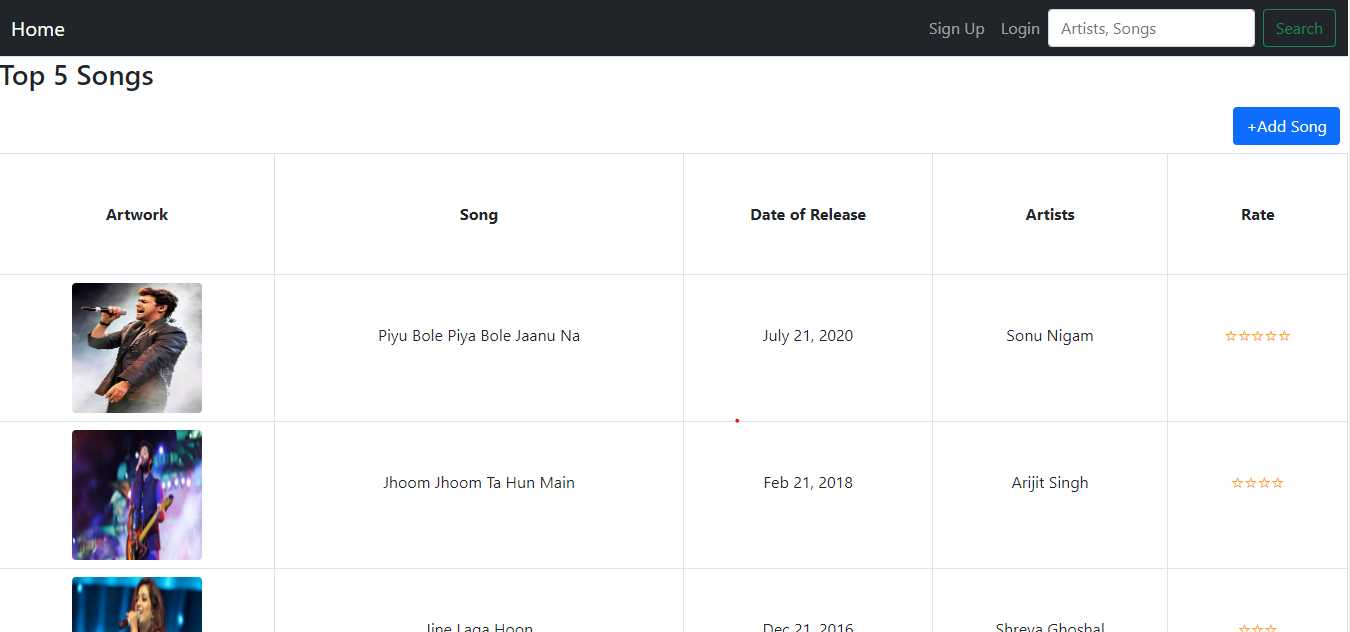 Home Sign Up Login Artists, Songs Search
Top 5 Songs
+Add Song
Artwork Song Date of Release Artists Rate
Piyu Bole Piya Bole Jaanu Na July 21, 2020 Sonu Nigam ☆☆☆☆☆
Jhoom Jhoom Ta Hun Main Feb 21, 2018 Arijit Singh ☆☆☆☆
Jine Laga Hoon Dec 21, 2016 Shreya Ghoshal ☆☆☆